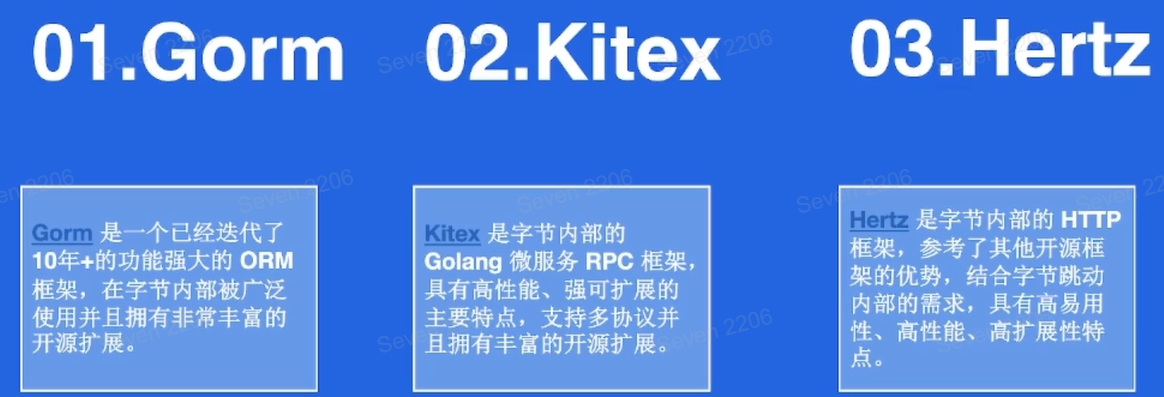 01.Gorm
02.Kitex
03.Hertz
Gorm 是一个已经迭代了
10年+的功能强大的 ORM
框架，在字节内部被广泛
使用并且拥有非常丰富的
开源扩展。
Kitex 是字节内部的
Golang 微服务 RPC 框架，
具有高性能、强可扩展的
主要特点，支持多协议并
且拥有丰富的开源扩展。
Hertz 是字节内部的 HTTP
框架，参考了其他开源框
架的优势，结合字节跳动
内部的需求，具有高易用
性、高性能、高扩展性特
点。
Seven 2206